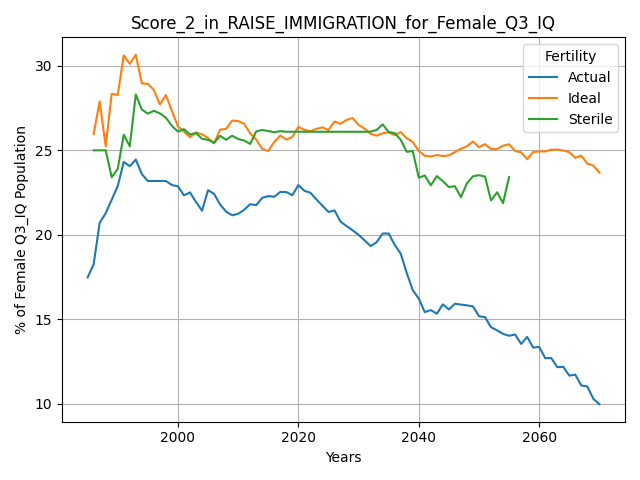 Score_2_in_RAISE_IMMIGRATION_for_Female_Q3_IQ
% of Female Q3_IQ Population
30
25
20
15
10
Fertility
Actual
Ideal
Sterile
2000 2020 2040 2060
Years